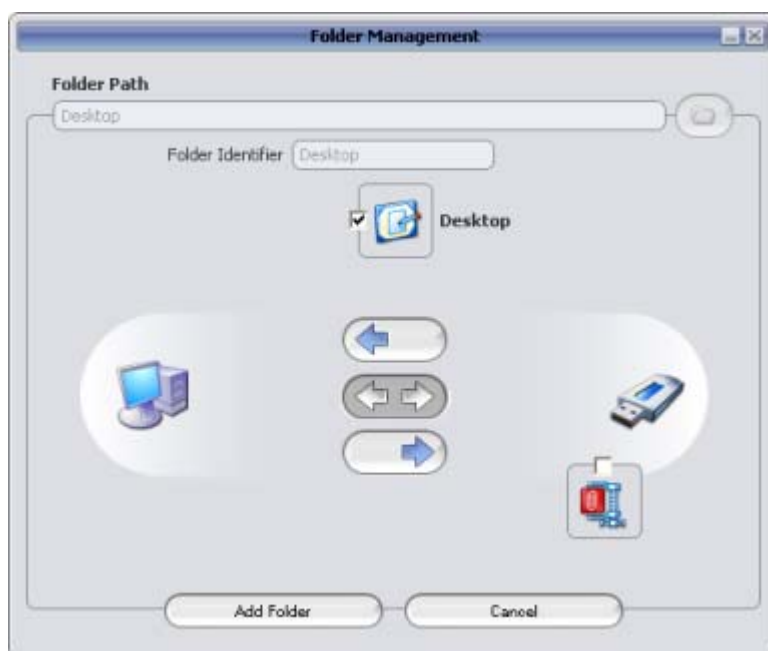 Folder Management
Folder Path
Desktop
Folder Identifier Desktop
Desktop
Add Folder Cancel